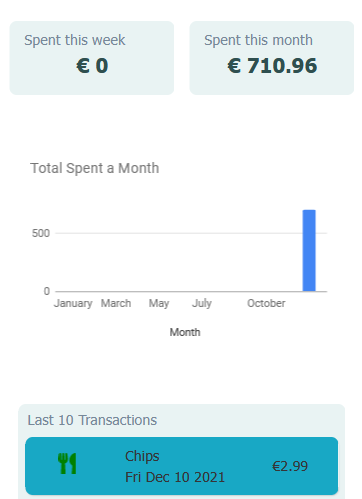 Spent this week
€ 0
Spent this month
€ 710.96
Total Spent a Month
500
0
January March May July October
Month
Last 10 Transactions
Chips
Fri Dec 10 2021
€2.99